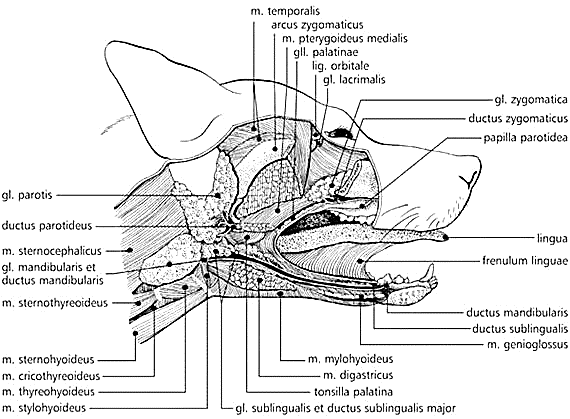 m. temporalis
arcus zygomaticus
m. pterygoideus medialis
gll. palatinae
lig. orbitale
gl. lacrimalis
gl. zygomatica
ductus zygomaticus
papilla parotidea
gl. parotis
ductus parotideus
m. sternocephalicus
gl. mandibularis et
ductus mandibularis
m. sternothyreoideus
lingua
frenulum linguae
ductus mandibularis
ductus sublingualis
m. genioglossus
m. sternohyoideus
m. cricothyreoideus
m. thyreohyoideus
m. stylohyoideus
m. mylohyoideus
m. digastricus
tonsilla palatina
gl. sublingualis et ductus sublingualis major